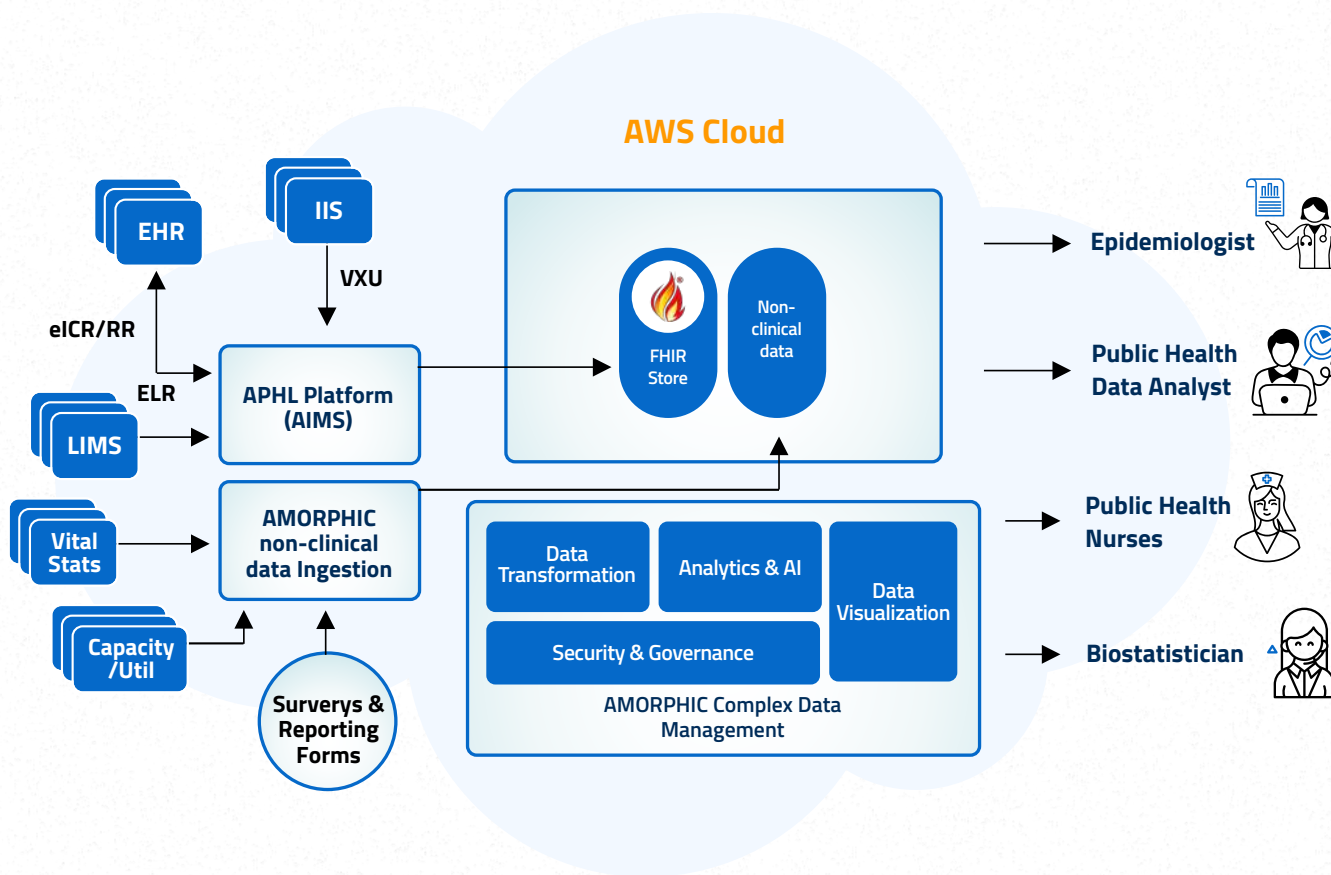 AWS Cloud
EHR
IIS
VXU
eICR/RR
ELR
LIMS
APHL Platform
(AIMS)
Vital
Stats
AMORPHIC
non-clinical
data Ingestion
Capacity
/Util
Surverys &
Reporting
Forms
FHIR
Store
Non-
clinical
data
Data
Transformation
Analytics & AI
Data
Visualization
Security & Governance
AMORPHIC Complex Data
Management
Epidemiologist
Public Health
Data Analyst
Public Health
Nurses
Biostatistician